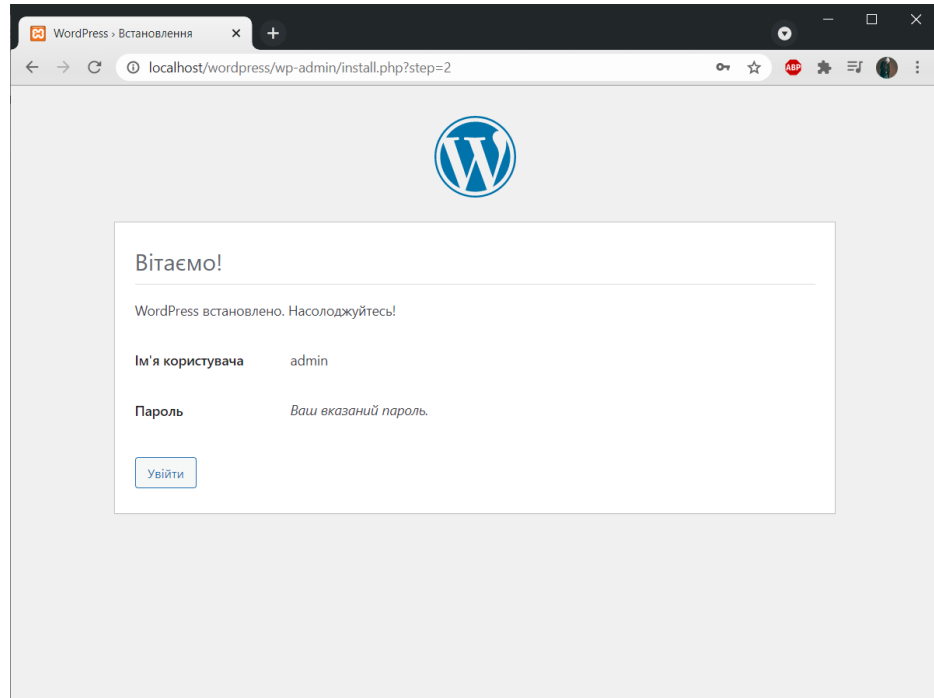 WordPress › Встановлення
localhost/wordpress/wp-admin/install.php?step=2
ABP
Вітаємо!
WordPress встановлено. Насолоджуйтесь!
Ім'я користувача admin
Пароль Ваш вказаний пароль.
Увійти